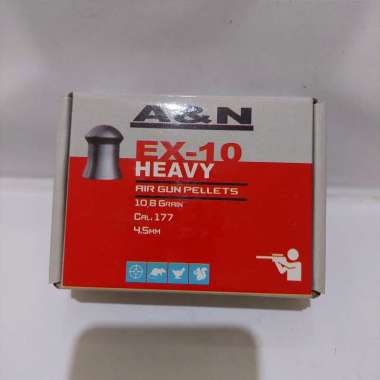 A&N
EX-10
HEAVY
AIR GUN PELLETS
10,8 GRAIN
CAL. 177
4.5MM